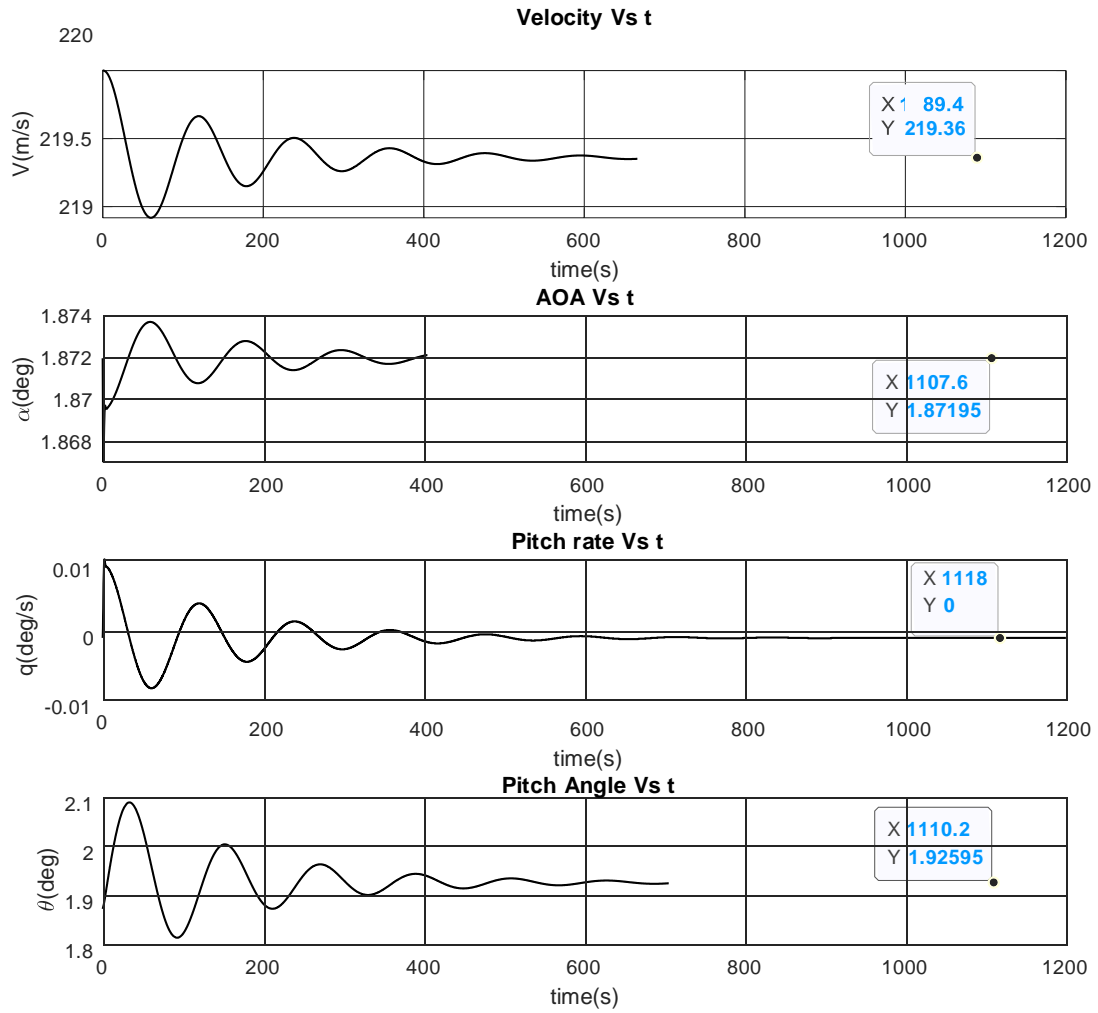 Velocity Vs t
220
219.5
219
V(m/s)
X 1 89.4
Y 219.36
0 200 400 600 800 1000 1200
time(s)
AOA Vs t
1.874
1.872
1.87
1.868
α(deg)
X 1107.6
Y 1.87195
0 200 400 600 800 1000 1200
time(s)
Pitch rate Vs t
0.01
0
-0.01
q(deg/s)
X 1118
Y 0
0 200 400 600 800 1000 1200
time(s)
Pitch Angle Vs t
2.1
2
1.9
1.8
θ(deg)
X 1110.2
Y 1.92595
0 200 400 600 800 1000 1200
time(s)